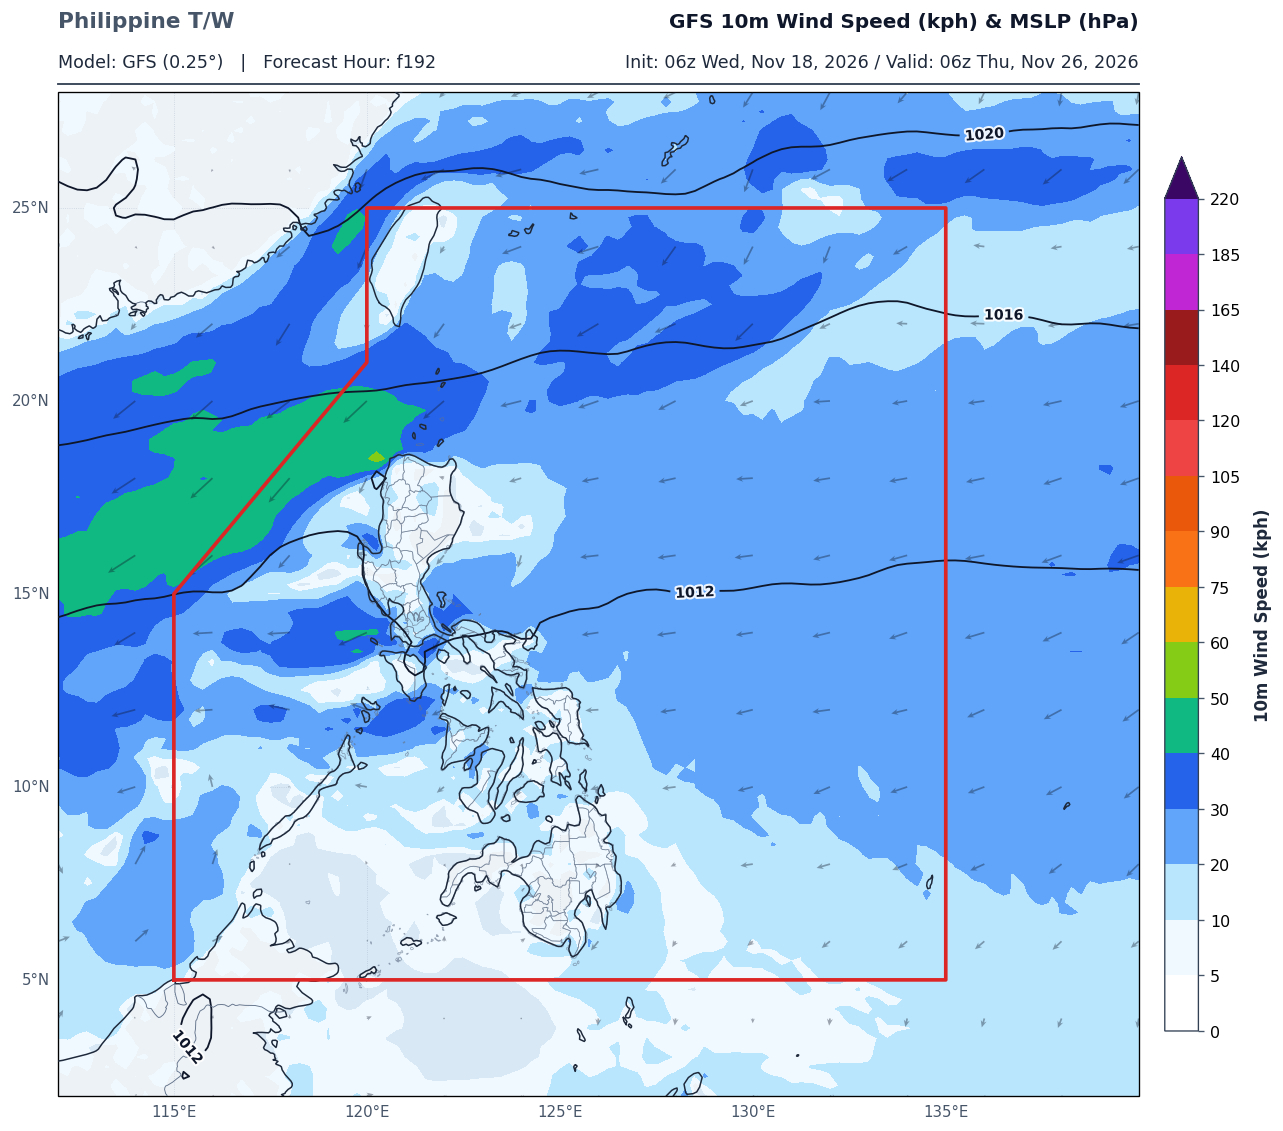 Philippine T/W
GFS 10m Wind Speed (kph) & MSLP (hPa)
Model: GFS (0.25°) | Forecast Hour: f192
Init: 06z Wed, Nov 18, 2026 / Valid: 06z Thu, Nov 26, 2026
1020
1016
1012
1012
25°N
20°N
15°N
10°N
5°N
115°E
120°E
125°E
130°E
135°E
220
185
165
140
120
105
90
75
60
50
40
30
20
10
5
0
10m Wind Speed (kph)